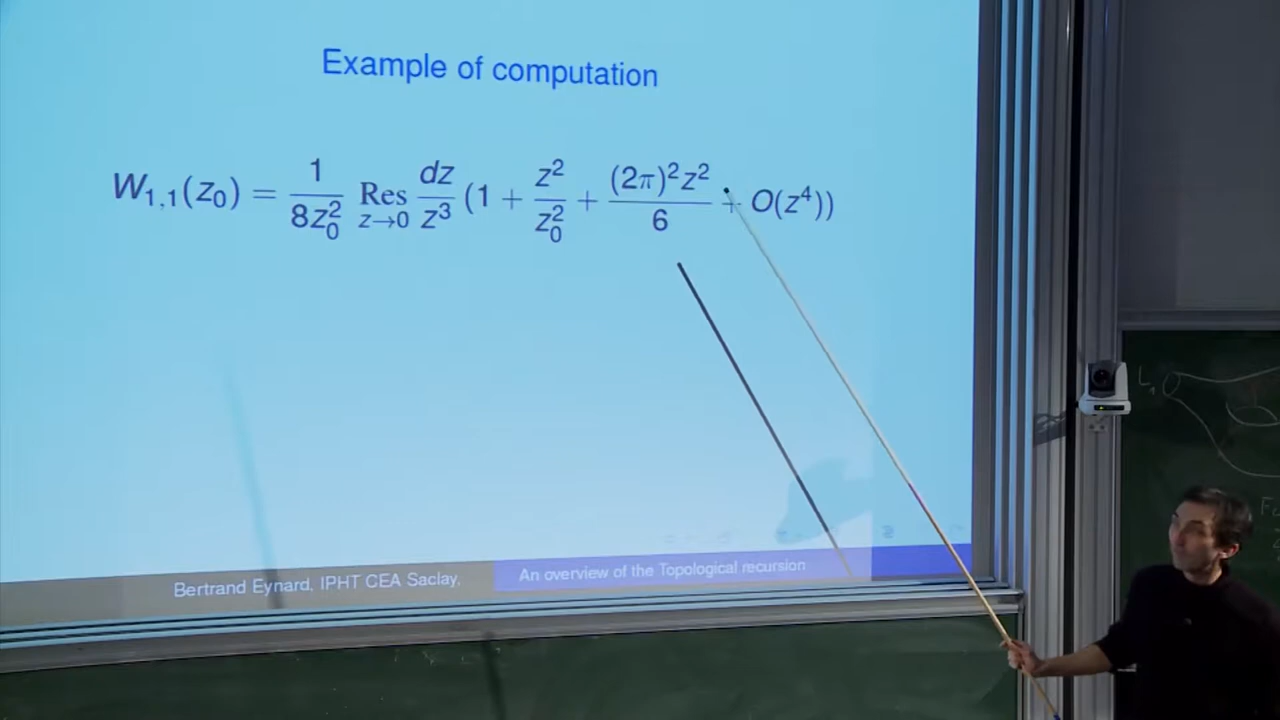 Example of computation
W_{1,1}(z_0) = \frac{1}{8z_0^2} \operatorname{Res}_{z \to 0} \frac{dz}{z^3} (1 + \frac{z^2}{z_0^2} + \frac{(2\pi)^2 z^2}{6} + O(z^4))
Bertrand Eynard, IPHT CEA Saclay,
An overview of the Topological recursion
L_1